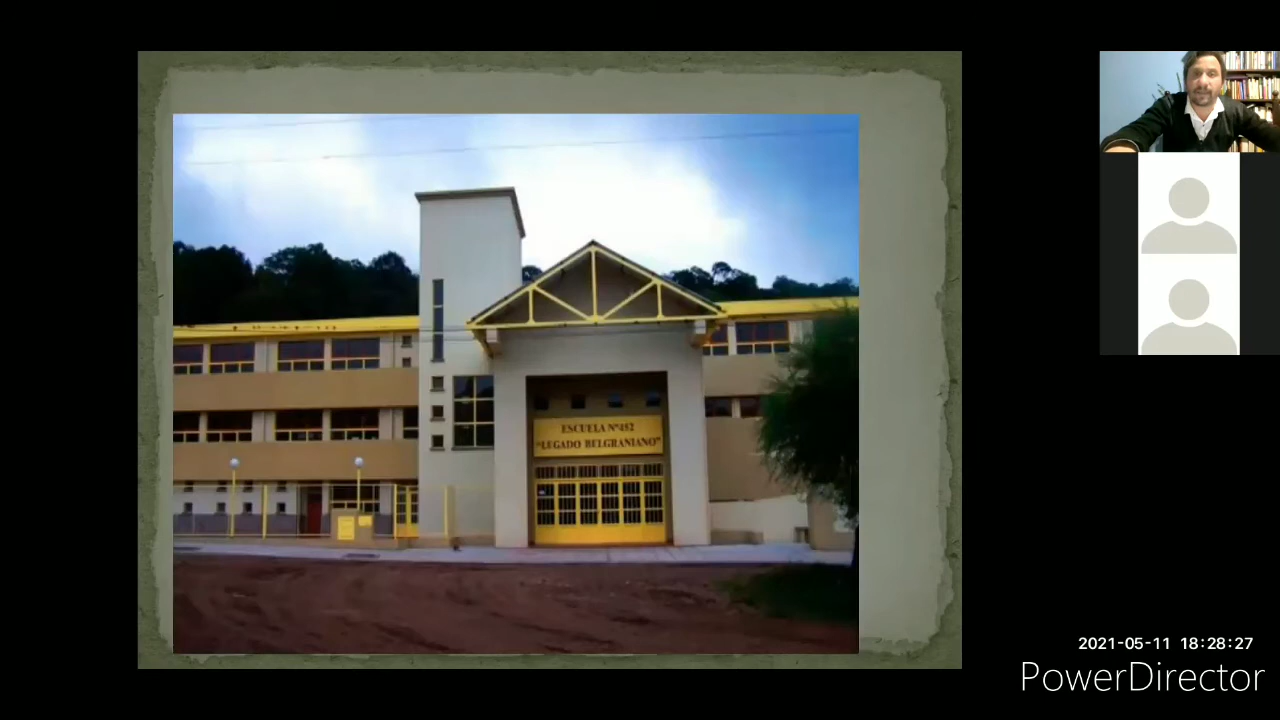 ESCUELA Nº452
"LEGADO BELGRANIANO"
2021-05-11 18:28:27
PowerDirector